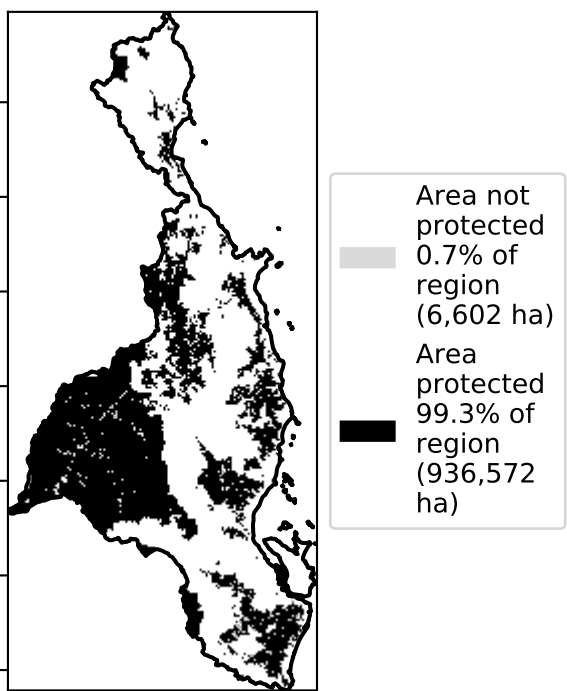 Area not
protected
0.7% of
region
(6,602 ha)
Area
protected
99.3% of
region
(936,572
ha)